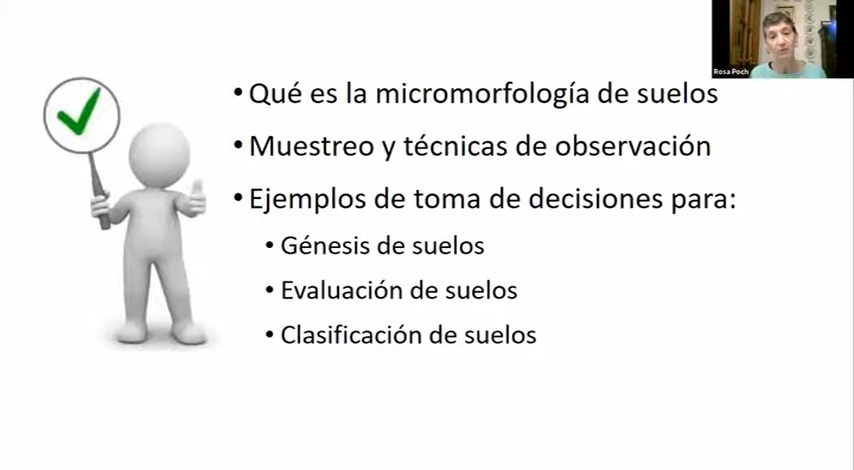 Rosa Poch
• Qué es la micromorfología de suelos
• Muestreo y técnicas de observación
• Ejemplos de toma de decisiones para:
• Génesis de suelos
• Evaluación de suelos
• Clasificación de suelos